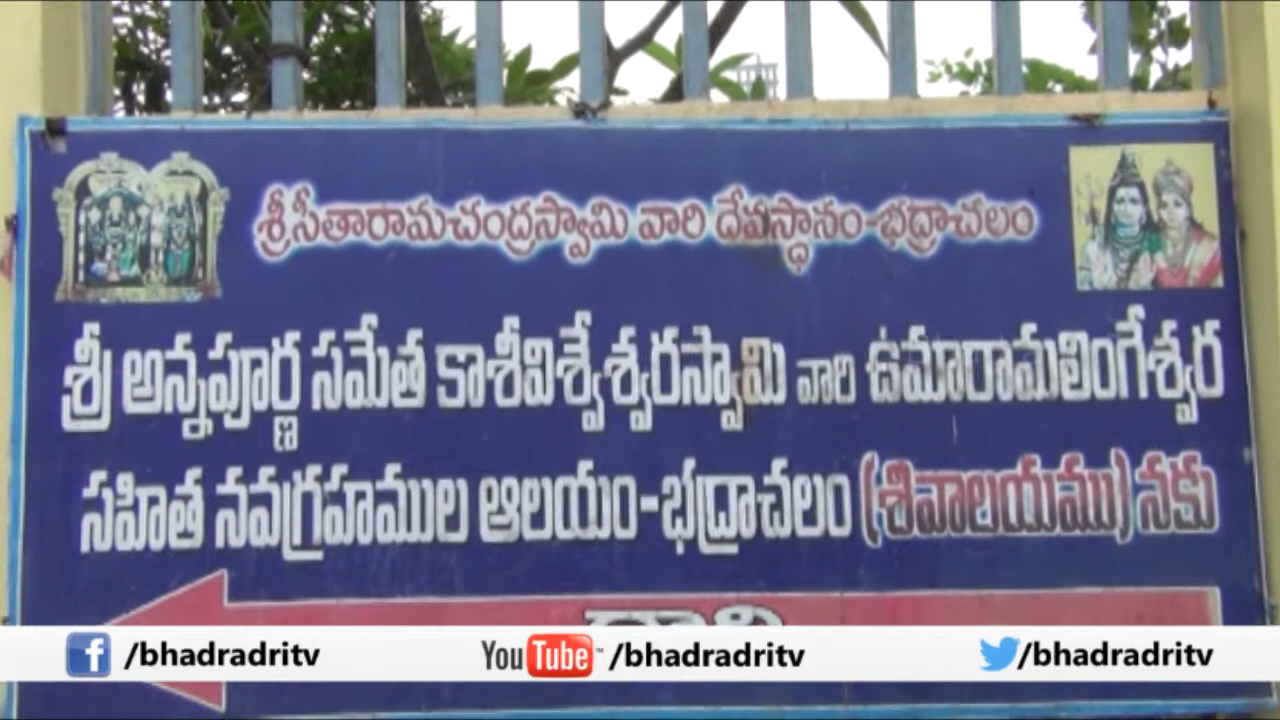 శ్రీసీతారామచంద్రస్వామి వారి దేవస్థానం-భద్రాచలం
శ్రీ అన్నపూర్ణ సమేత కాశీవిశ్వేశ్వరస్వామి వారి ఉమారామలింగేశ్వర
సహిత నవగ్రహముల ఆలయం-భద్రాచలం (శివాలయము) నకు
/bhadradritv YouTube™ /bhadradritv /bhadradritv